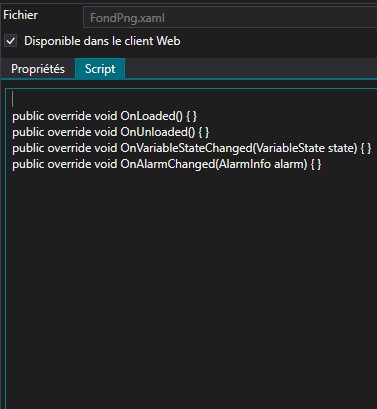 Fichier FondPng.xaml
Disponible dans le client Web
Propriétés Script
public override void OnLoaded() { }
public override void OnUnloaded() { }
public override void OnVariableStateChanged(VariableState state) { }
public override void OnAlarmChanged(AlarmInfo alarm) { }